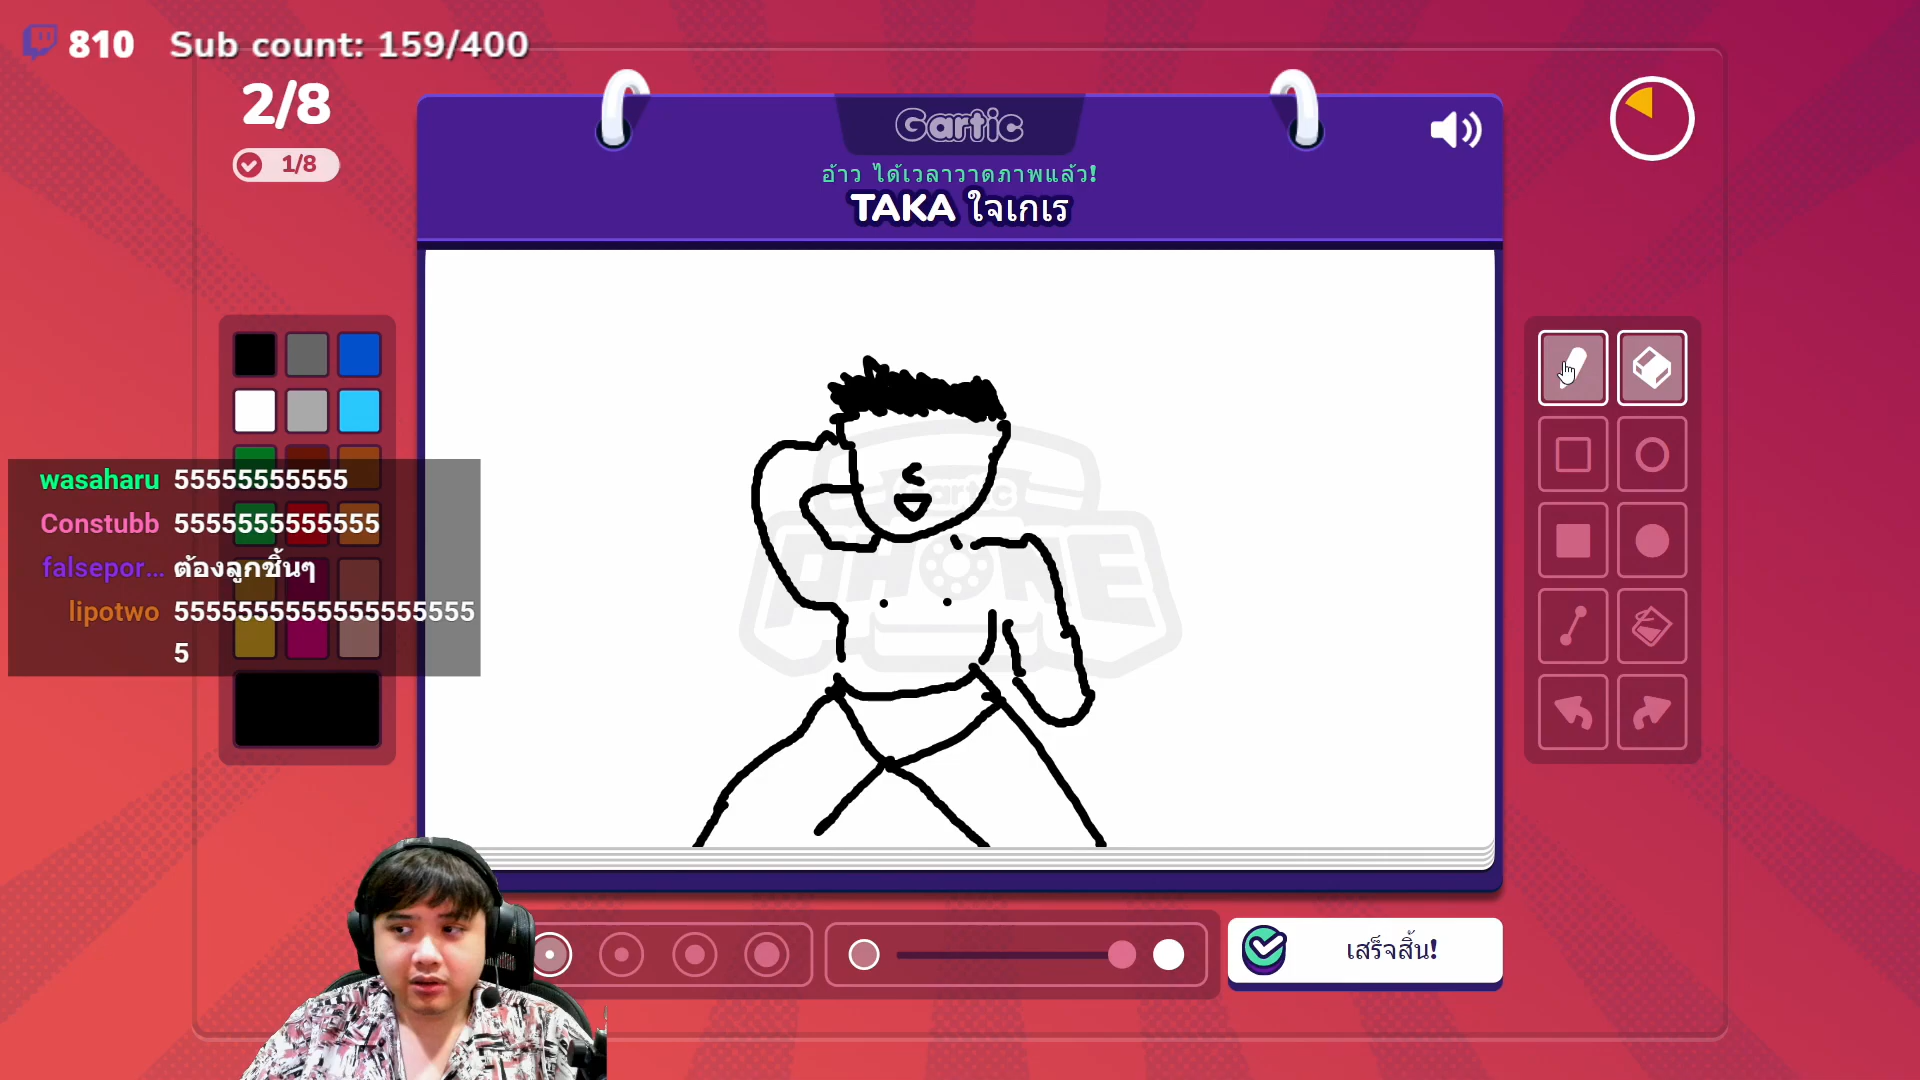 810 Sub count: 159/400
2/8
1/8
Gartic
อ้าว ได้เวลาวาดภาพแล้ว!
TAKA ใจเกเร
Gartic
PHONE
wasaharu 55555555555
Constubb 5555555555555
falsepor... ต้องลูกชิ้นๆ
lipotwo 5555555555555555555
5
เสร็จสิ้น!